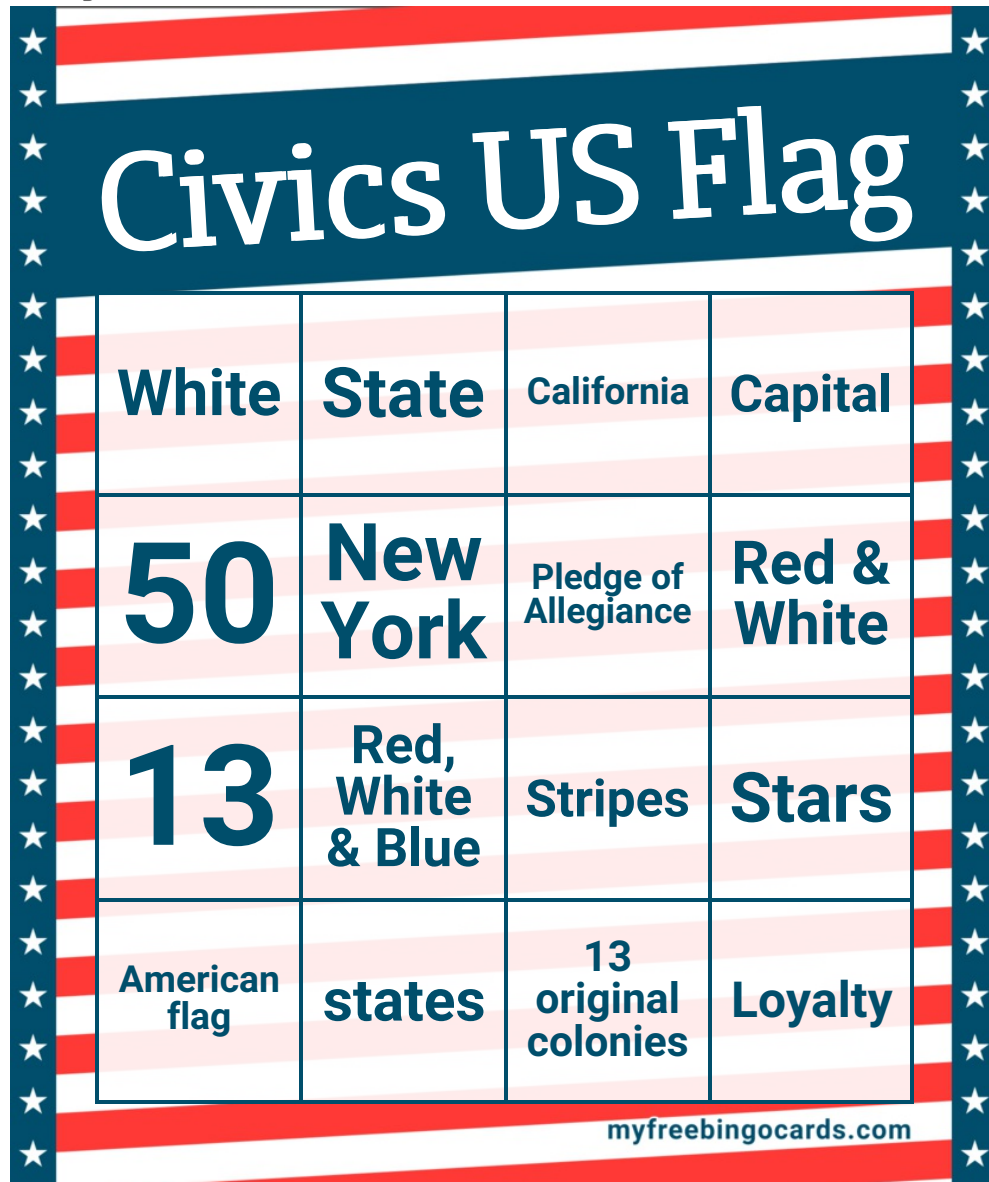 Civics US Flag
White
State
California
Capital
50
New
York
Pledge of
Allegiance
Red &
White
13
Red,
White
& Blue
Stripes
Stars
American
flag
states
13
original
colonies
Loyalty
myfreebingocards.com